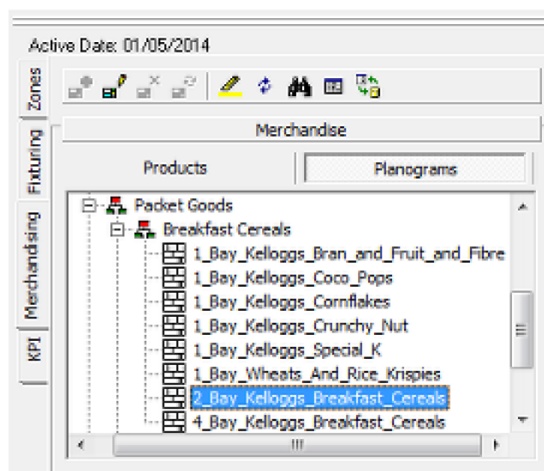 Active Date: 01/05/2014
Zones
Fixturing
Merchandising
KPI
Merchandise
Products Planograms
Packet Goods
Breakfast Cereals
1_Bay_Kelloggs_Bran_and_Fruit_and_Fibre
1_Bay_Kelloggs_Coco_Pops
1_Bay_Kelloggs_Cornflakes
1_Bay_Kelloggs_Crunchy_Nut
1_Bay_Kelloggs_Special_K
1_Bay_Wheats_And_Rice_Krispies
2_Bay_Kelloggs_Breakfast_Cereals
4_Bay_Kelloggs_Breakfast_Cereals